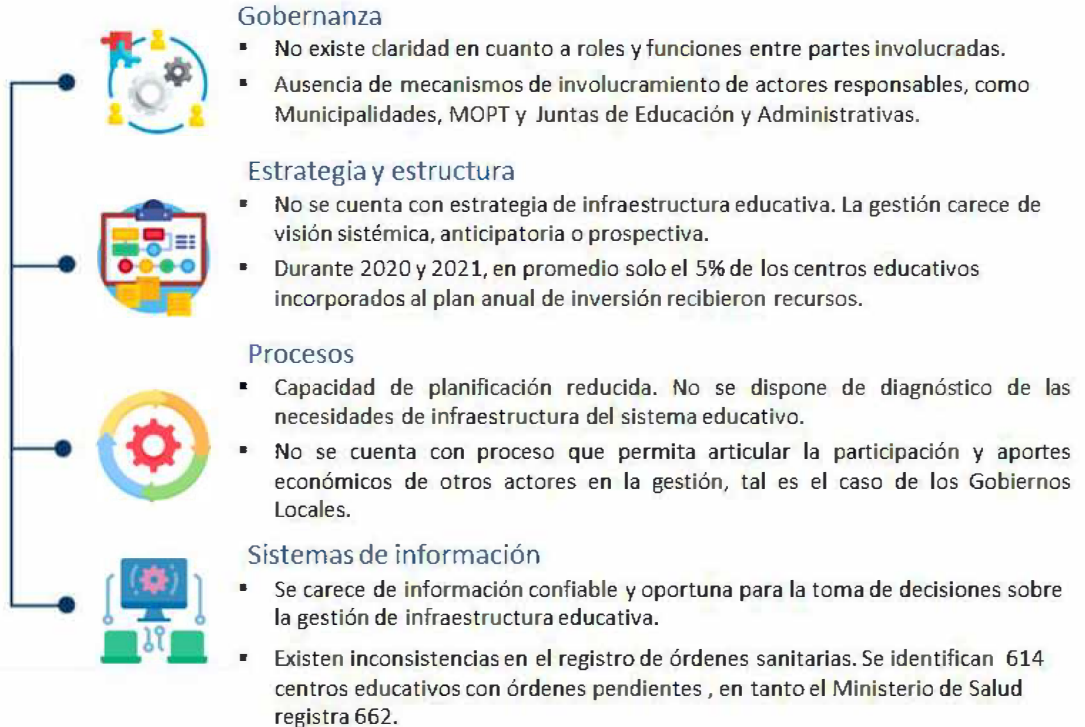 Gobernanza
▪ No existe claridad en cuanto a roles y funciones entre partes involucradas.
▪ Ausencia de mecanismos de involucramiento de actores responsables, como
Municipalidades, MOPT y Juntas de Educación y Administrativas.
Estrategia y estructura
▪ No se cuenta con estrategia de infraestructura educativa. La gestión carece de
visión sistémica, anticipatoria o prospectiva.
▪ Durante 2020 y 2021, en promedio solo el 5% de los centros educativos
incorporados al plan anual de inversión recibieron recursos.
Procesos
▪ Capacidad de planificación reducida. No se dispone de diagnóstico de las
necesidades de infraestructura del sistema educativo.
▪ No se cuenta con proceso que permita articular la participación y aportes
económicos de otros actores en la gestión, tal es el caso de los Gobiernos
Locales.
Sistemas de información
▪ Se carece de información confiable y oportuna para la toma de decisiones sobre
la gestión de infraestructura educativa.
▪ Existen inconsistencias en el registro de órdenes sanitarias. Se identifican 614
centros educativos con órdenes pendientes , en tanto el Ministerio de Salud
registra 662.